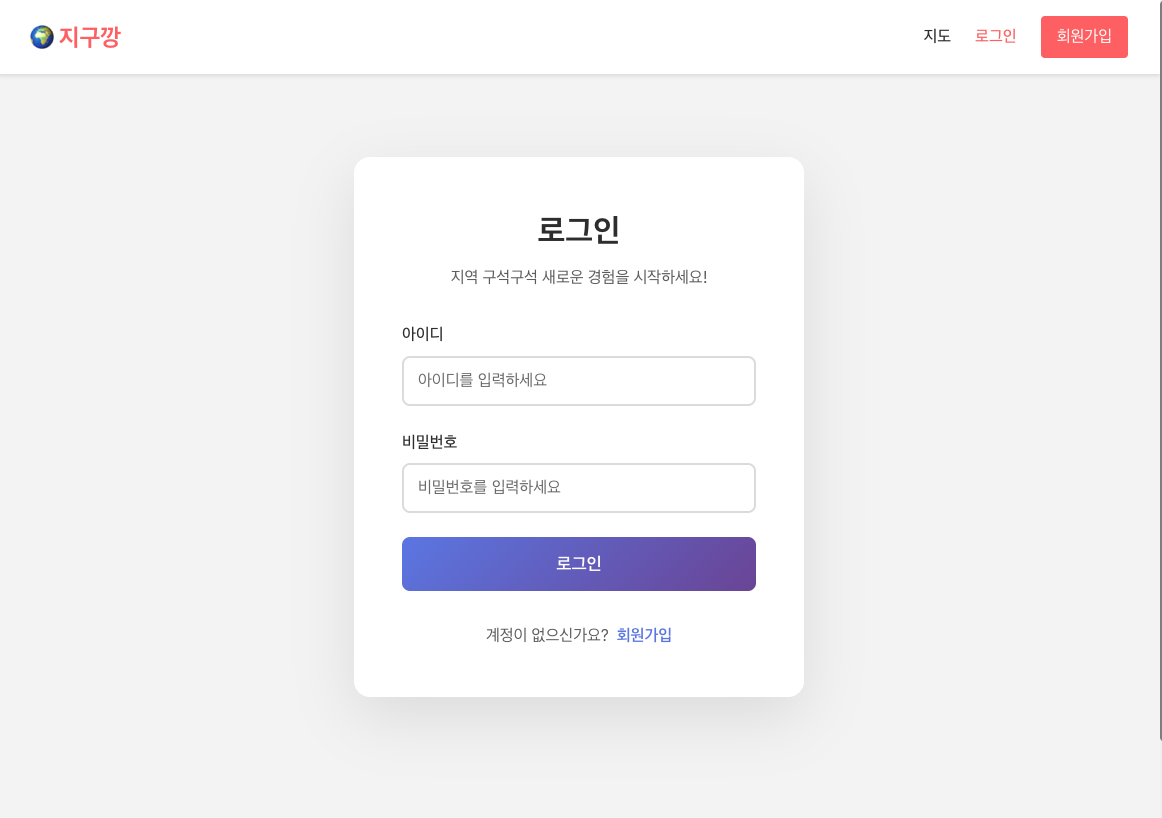 지구깡
지도 로그인 회원가입
로그인
지역 구석구석 새로운 경험을 시작하세요!
아이디
아이디를 입력하세요
비밀번호
비밀번호를 입력하세요
로그인
계정이 없으신가요? 회원가입